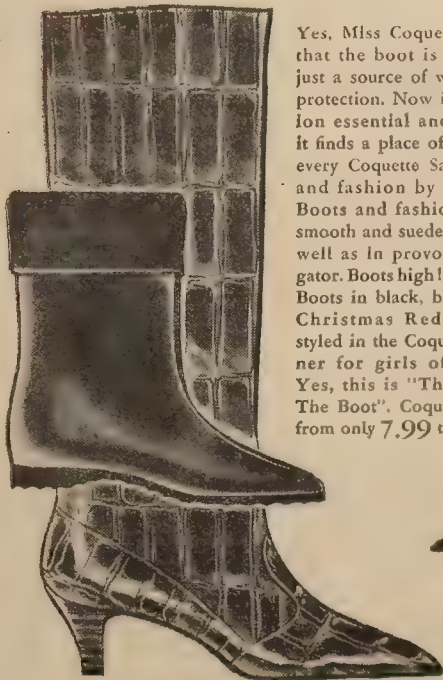 Yes, Miss Coque
that the boot is
just a source of w
protection. Now i
ion essential and
it finds a place of
every Coquette Sa
and fashion by
Boots and fashio
smooth and suede
well as in provo
gator. Boots high l
Boots in black, b
Christmas Red
styled in the Coqu
ner for girls of
Yes, this is "Th
The Boot". Coqu
from only 7.99 t